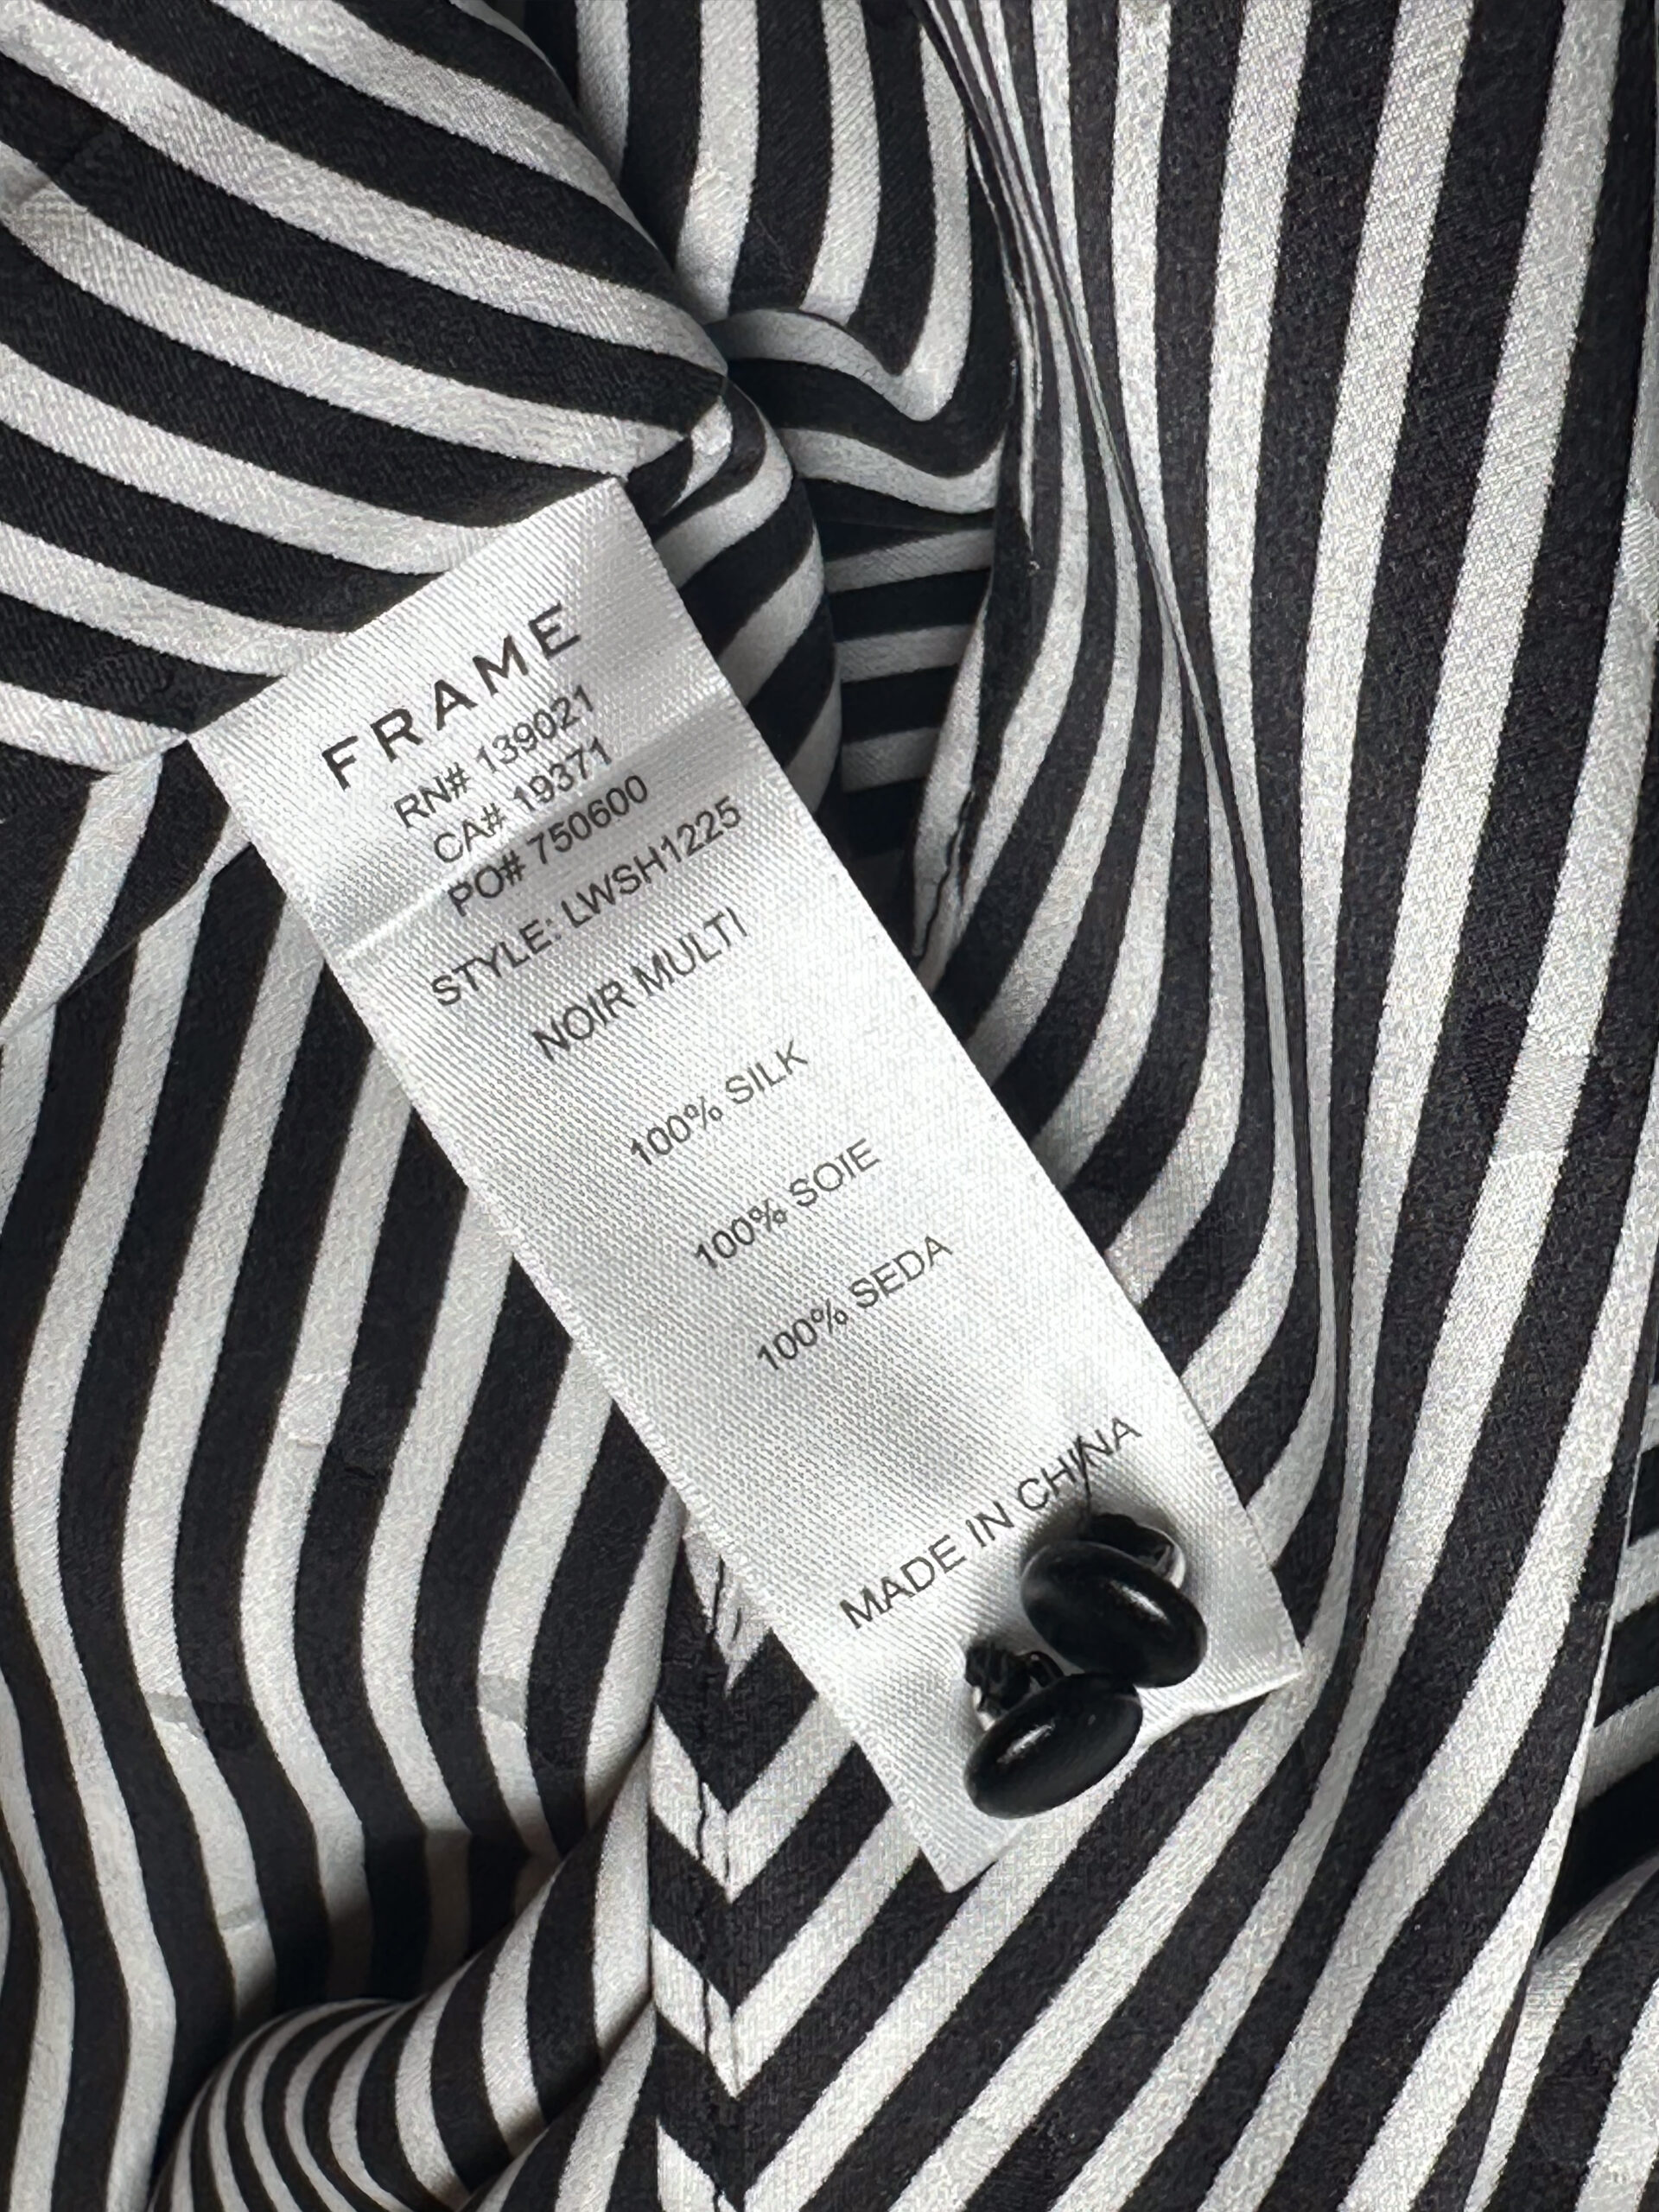 FRAME
RN# 139021
CA# 19371
PO# 750600
STYLE: LWSH1225
NOIR MULTI
100% SILK
100% SOIE
100% SEDA
MADE IN CHINA